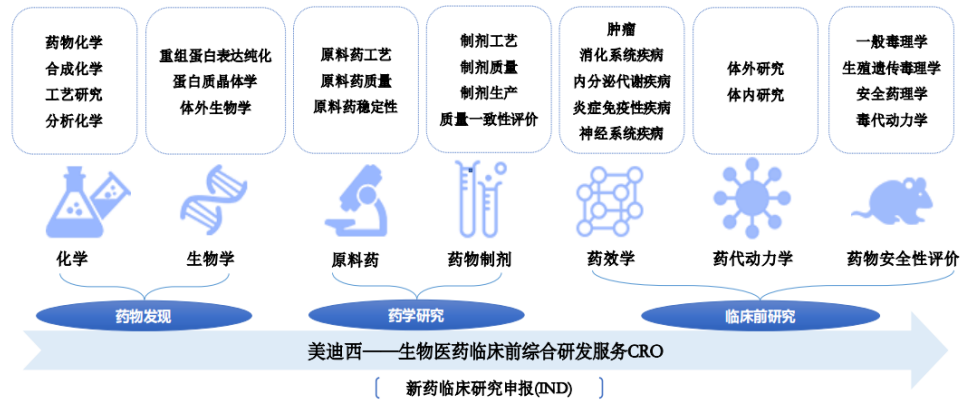 药物化学
合成化学
工艺研究
分析化学
重组蛋白表达纯化
蛋白质晶体学
体外生物学
原料药工艺
原料药质量
原料药稳定性
制剂工艺
制剂质量
制剂生产
质量一致性评价
肿瘤
消化系统疾病
内分泌代谢疾病
炎症免疫性疾病
神经系统疾病
体外研究
体内研究
一般毒理学
生殖遗传毒理学
安全药理学
毒代动力学
化学
生物学
原料药
药物制剂
药效学
药代动力学
药物安全性评价
药物发现
药学研究
临床前研究
美迪西——生物医药临床前综合研发服务CRO
新药临床研究申报(IND)